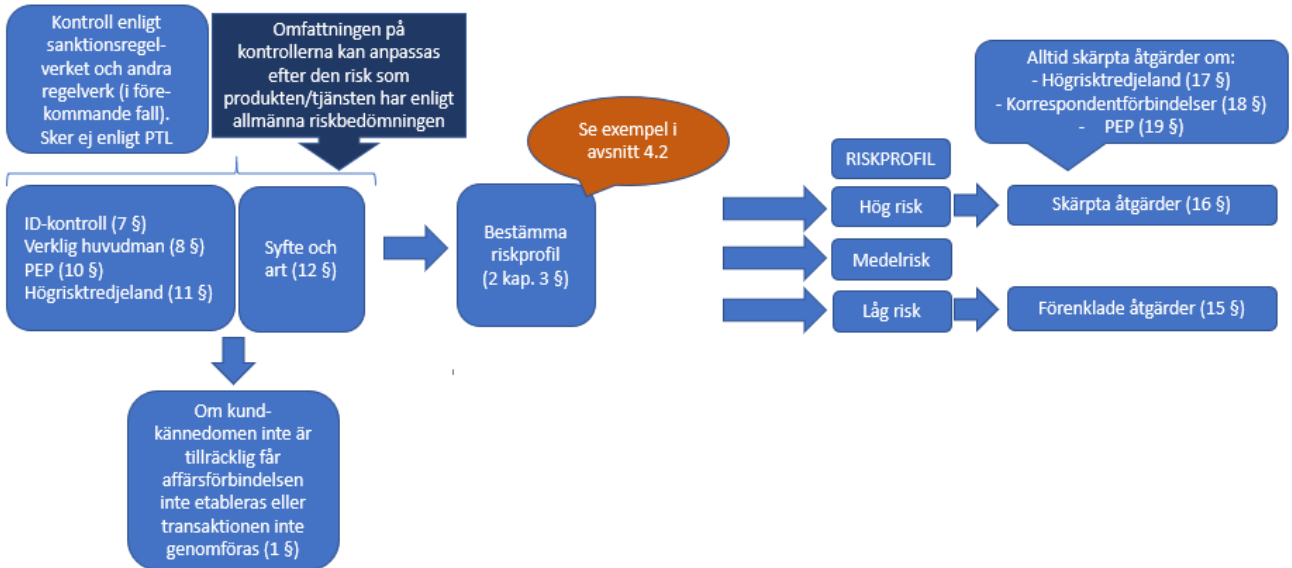 Kontroll enligt
sanktionsregel-
verket och andra
regelverk (i före-
kommande fall).
Sker ej enligt PTL
Omfattningen på
kontrollerna kan anpassas
efter den risk som
produkten/tjänsten har enligt
allmänna riskbedömningen
Se exempel i
avsnitt 4.2
Alltid skärpta åtgärder om:
- Högrisktredjeland (17 §)
- Korrespondentförbindelser (18 §)
- PEP (19 §)
ID-kontroll (7 §)
Verklig huvudman (8 §)
PEP (10 §)
Högrisktredjeland (11 §)
Syfte och
art (12 §)
Bestämma
riskprofil
(2 kap. 3 §)
RISKPROFIL
Hög risk
Skärpta åtgärder (16 §)
Medelrisk
Låg risk
Förenklade åtgärder (15 §)
Om kund-
kännedomen inte är
tillräcklig får
affärsförbindelsen
inte etableras eller
transaktionen inte
genomföras (1 §)